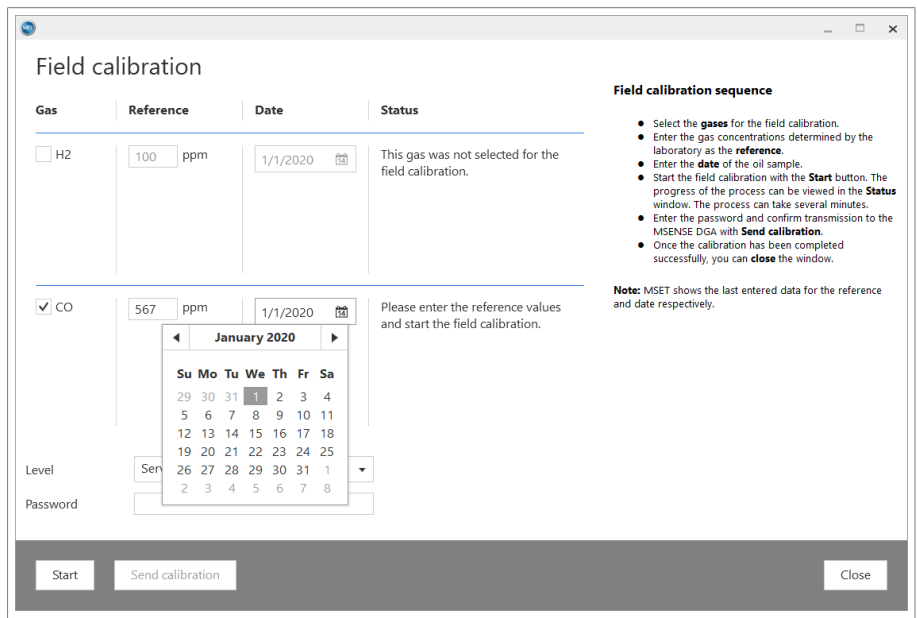 Field calibration
Gas Reference Date Status
H2 100 ppm 1/1/2020 14 This gas was not selected for the
field calibration.
CO 567 ppm 1/1/2020 14 Please enter the reference values
and start the field calibration.
January 2020
Su Mo Tu We Th Fr Sa
29 30 31 1 2 3 4
5 6 7 8 9 10 11
12 13 14 15 16 17 18
19 20 21 22 23 24 25
26 27 28 29 30 31 1
2 3 4 5 6 7 8
Level
Password
Field calibration sequence
● Select the gases for the field calibration.
● Enter the gas concentrations determined by the
laboratory as the reference.
● Enter the date of the oil sample.
● Start the field calibration with the Start button. The
progress of the process can be viewed in the Status
window. The process can take several minutes.
● Enter the password and confirm transmission to the
MSENSE DGA with Send calibration.
● Once the calibration has been completed
successfully, you can close the window.
Note: MSET shows the last entered data for the reference
and date respectively.
Start Send calibration Close